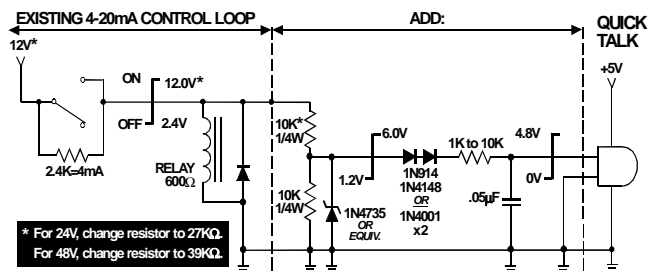 EXISTING 4-20mA CONTROL LOOP
ADD:
QUICK
TALK
12V*
ON
OFF
12.0V*
2.4V
2.4K=4mA
RELAY
600Ω
10K*
1/4W
10K
1/4W
6.0V
1.2V
1N4735
OR
EQUIV.
1N914
1N4148
OR
1N4001
x2
1K to 10K
.05µF
4.8V
0V
+5V
* For 24V, change resistor to 27KΩ.
For 48V, change resistor to 39KΩ.